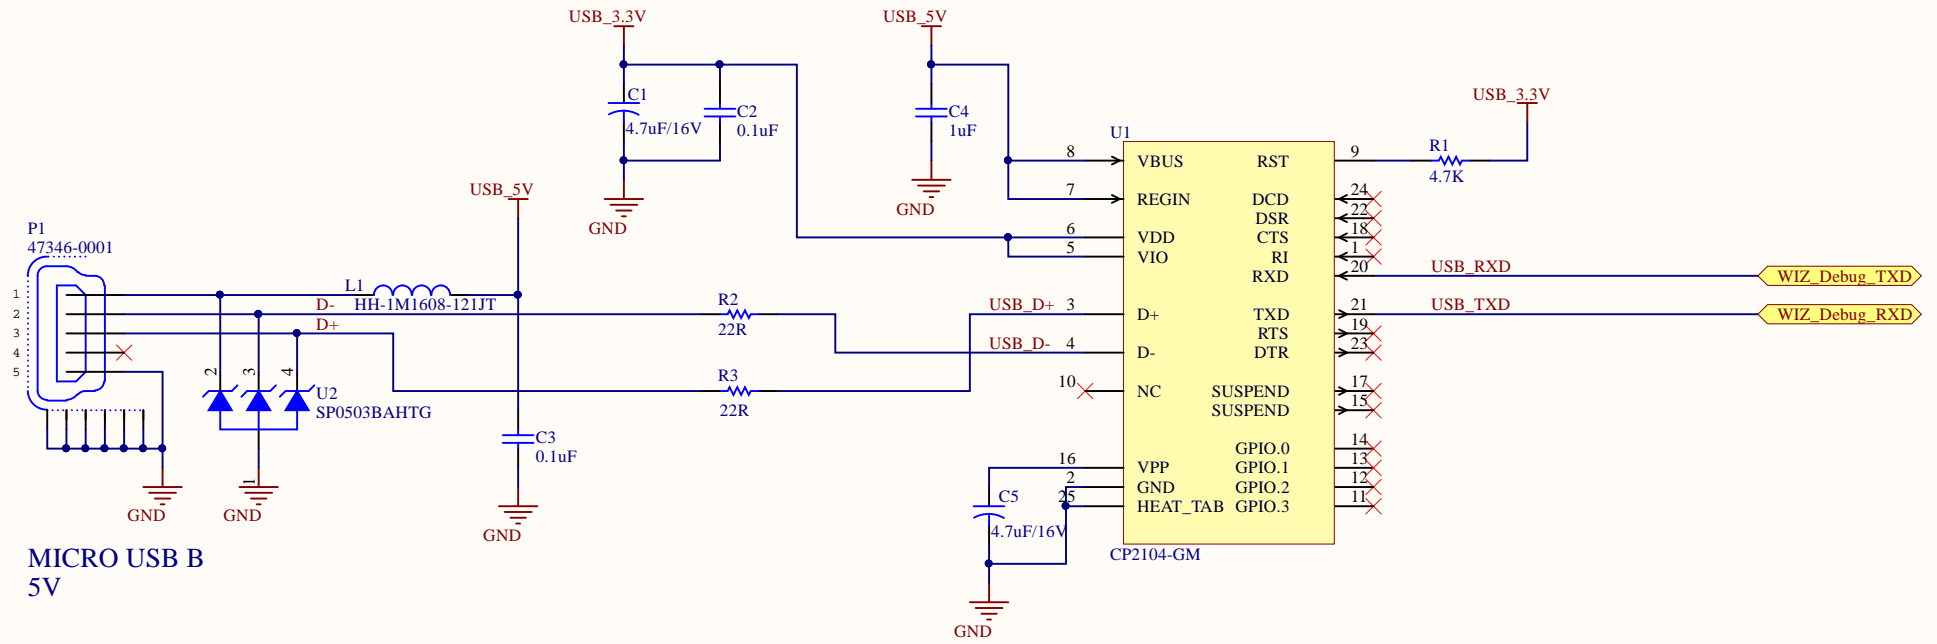 USB_3.3V
C1
4.7uF/16V
C2
0.1uF
GND
USB_5V
C4
1uF
GND
USB_3.3V
R1
4.7K
USB_5V
P1
47346-0001
1
2
3
4
5
L1
HH-1M1608-121JT
D-
D+
2
3
4
U2
SP0503BAHTG
1
GND
GND
C3
0.1uF
GND
R2
22R
R3
22R
USB_D+
USB_D-
U1
8 VBUS
7 REGIN
6 VDD
5 VIO
3 D+
4 D-
10 NC
16 VPP
2 GND
25 HEAT_TAB
RST 9
DCD 24
DSR 22
CTS 18
RI 1
RXD 20
TXD 21
RTS 19
DTR 23
SUSPEND 17
SUSPEND 15
GPIO.0 14
GPIO.1 13
GPIO.2 12
GPIO.3 11
CP2104-GM
USB_RXD
WIZ_Debug_TXD
USB_TXD
WIZ_Debug_RXD
C5
4.7uF/16V
GND
MICRO USB B
5V